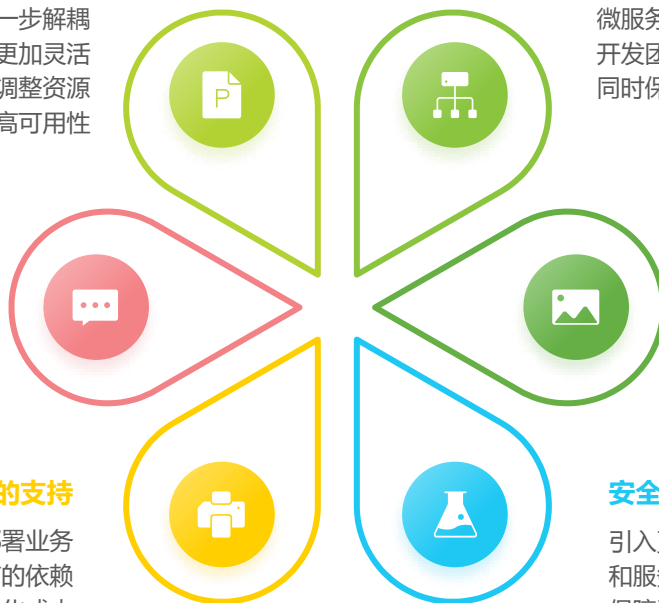 一步解耦
更加灵活
调整资源
高可用性
微服务
开发团
同时保
P
的支持
署业务
的依赖
安全
引入
和服